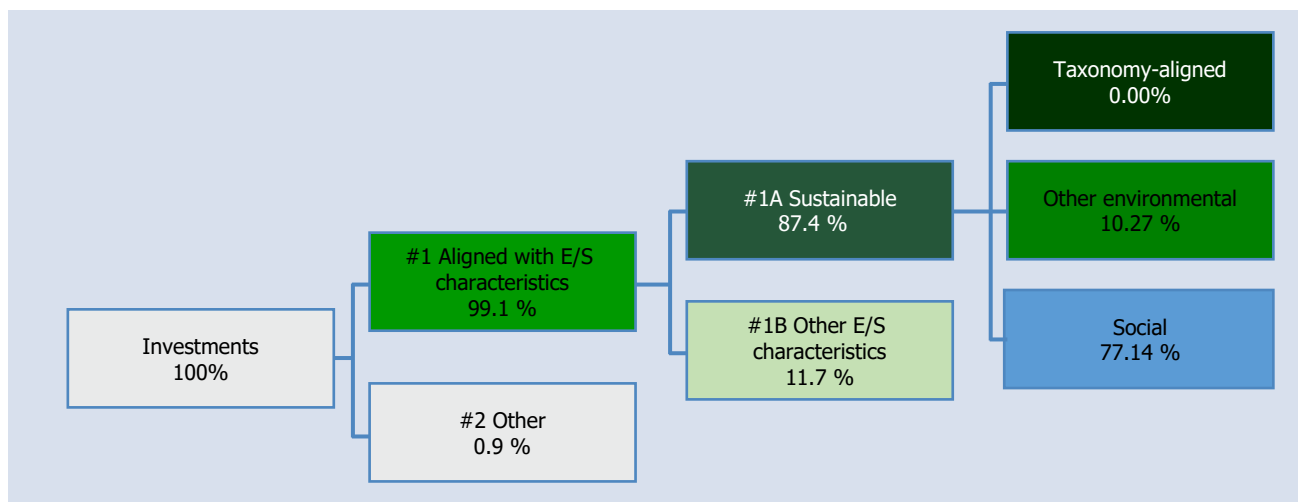 Investments
100%
#1 Aligned with E/S
characteristics
99.1 %
#2 Other
0.9 %
#1A Sustainable
87.4 %
#1B Other E/S
characteristics
11.7 %
Taxonomy-aligned
0.00%
Other environmental
10.27 %
Social
77.14 %